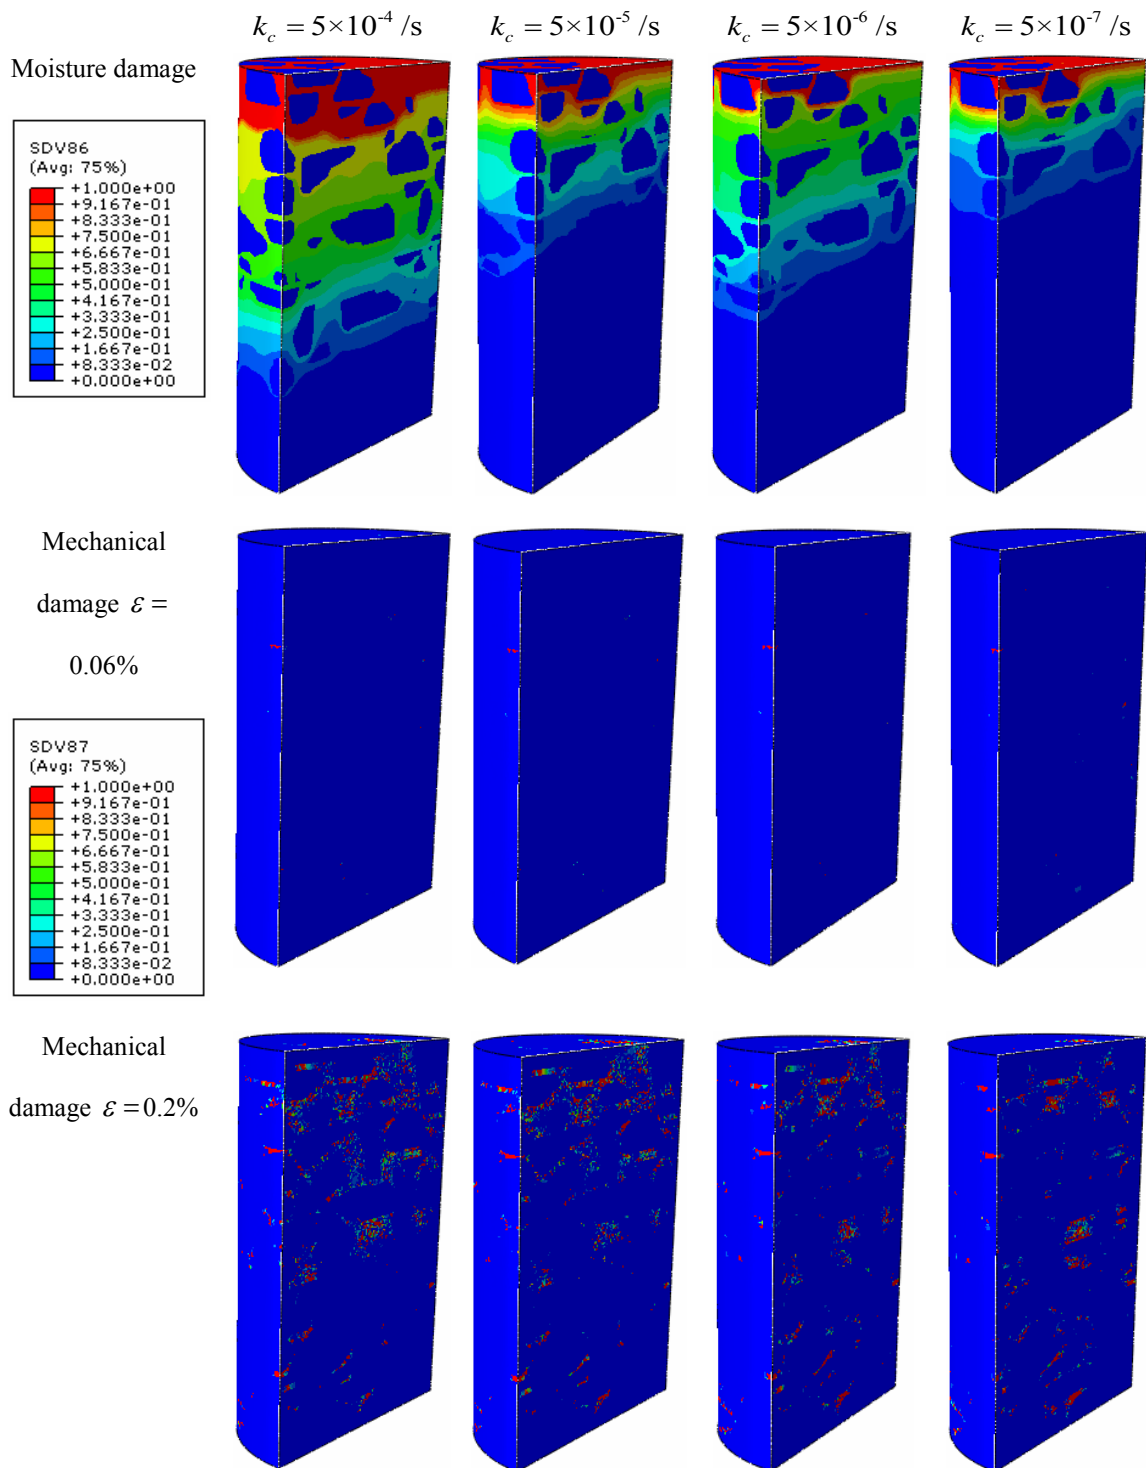 k_c = 5×10^-4 /s k_c = 5×10^-5 /s k_c = 5×10^-6 /s k_c = 5×10^-7 /s
Moisture damage
SDV86
(Avg: 75%)
+1.000e+00
+9.167e-01
+8.333e-01
+7.500e-01
+6.667e-01
+5.833e-01
+5.000e-01
+4.167e-01
+3.333e-01
+2.500e-01
+1.667e-01
+8.333e-02
+0.000e+00
Mechanical
damage ε =
0.06%
SDV87
(Avg: 75%)
+1.000e+00
+9.167e-01
+8.333e-01
+7.500e-01
+6.667e-01
+5.833e-01
+5.000e-01
+4.167e-01
+3.333e-01
+2.500e-01
+1.667e-01
+8.333e-02
+0.000e+00
Mechanical
damage ε = 0.2%